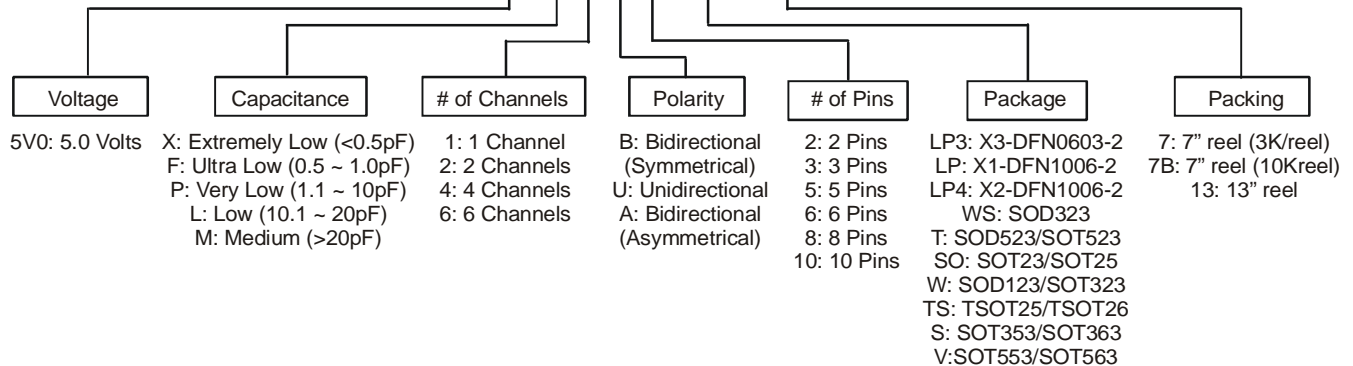 Voltage
5V0: 5.0 Volts
Capacitance
X: Extremely Low (<0.5pF)
F: Ultra Low (0.5 ~ 1.0pF)
P: Very Low (1.1 ~ 10pF)
L: Low (10.1 ~ 20pF)
M: Medium (>20pF)
# of Channels
1: 1 Channel
2: 2 Channels
4: 4 Channels
6: 6 Channels
Polarity
B: Bidirectional
(Symmetrical)
U: Unidirectional
A: Bidirectional
(Asymmetrical)
# of Pins
2: 2 Pins
3: 3 Pins
5: 5 Pins
6: 6 Pins
8: 8 Pins
10: 10 Pins
Package
LP3: X3-DFN0603-2
LP: X1-DFN1006-2
LP4: X2-DFN1006-2
WS: SOD323
T: SOD523/SOT523
SO: SOT23/SOT25
W: SOD123/SOT323
TS: TSOT25/TSOT26
S: SOT353/SOT363
V:SOT553/SOT563
Packing
7: 7” reel (3K/reel)
7B: 7” reel (10Kreel)
13: 13” reel